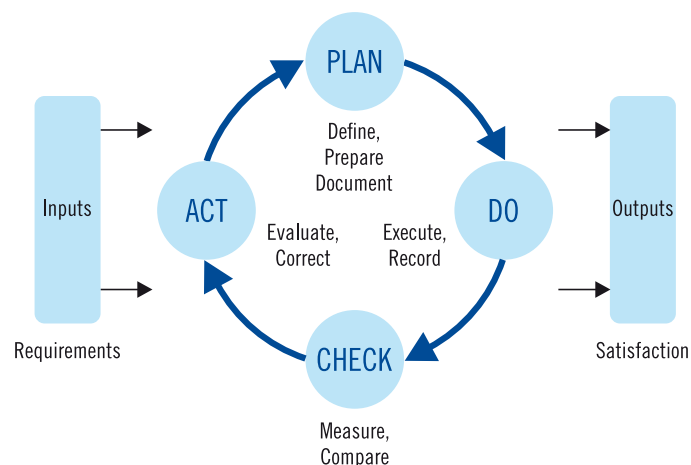 PLAN
Define,
Prepare
Document
Inputs
ACT
DO
Outputs
Evaluate,
Correct
Execute,
Record
Requirements
CHECK
Satisfaction
Measure,
Compare